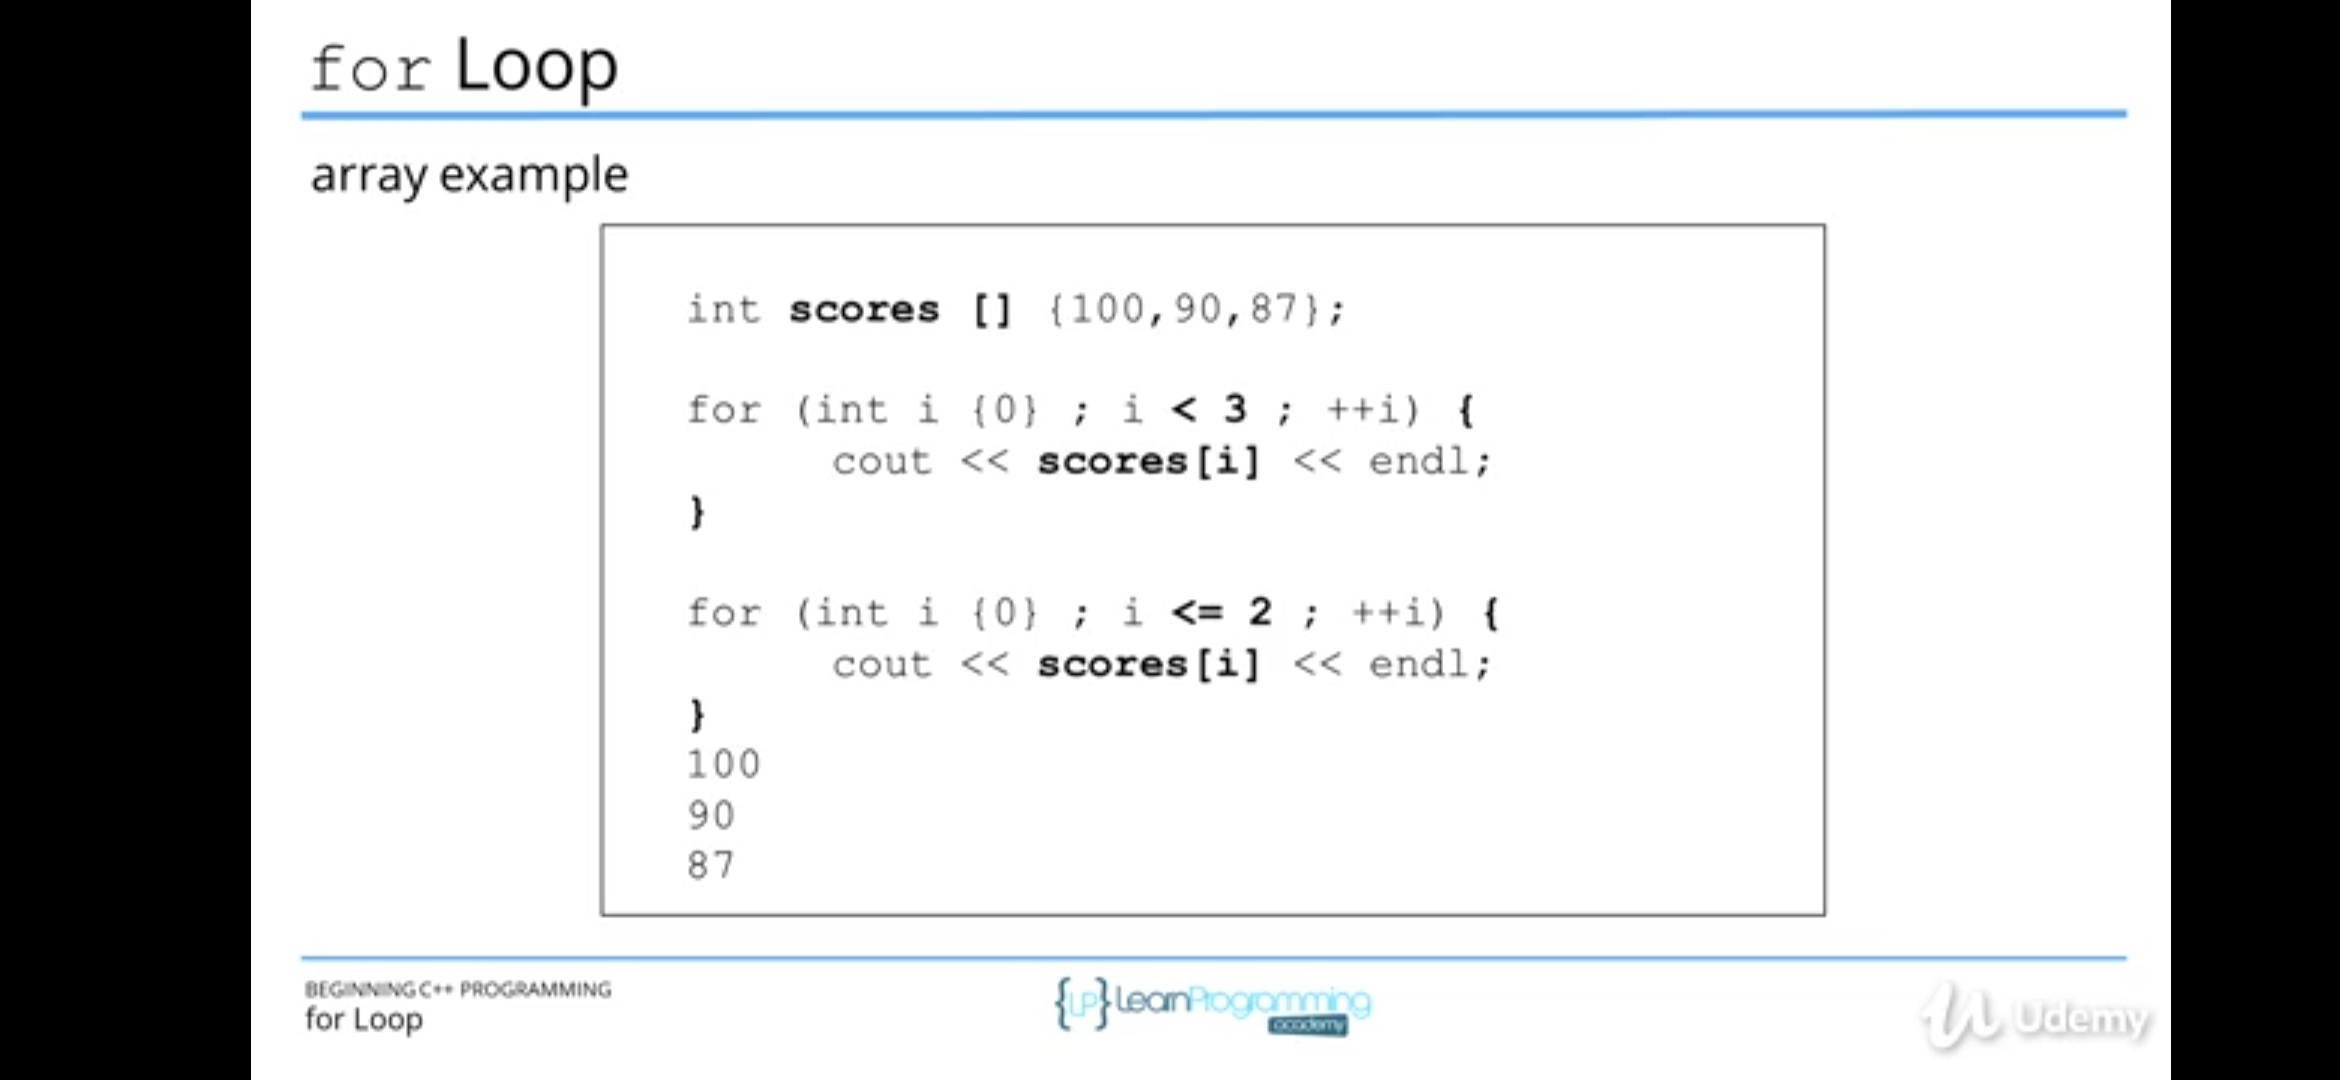 for Loop
array example
int scores [] {100,90,87};
for (int i {0} ; i < 3 ; ++i) {
cout << scores[i] << endl;
}
for (int i {0} ; i <= 2 ; ++i) {
cout << scores[i] << endl;
}
100
90
87
BEGINNING C++ PROGRAMMING
for Loop
{LP} LearnProgramming
academy
Udemy